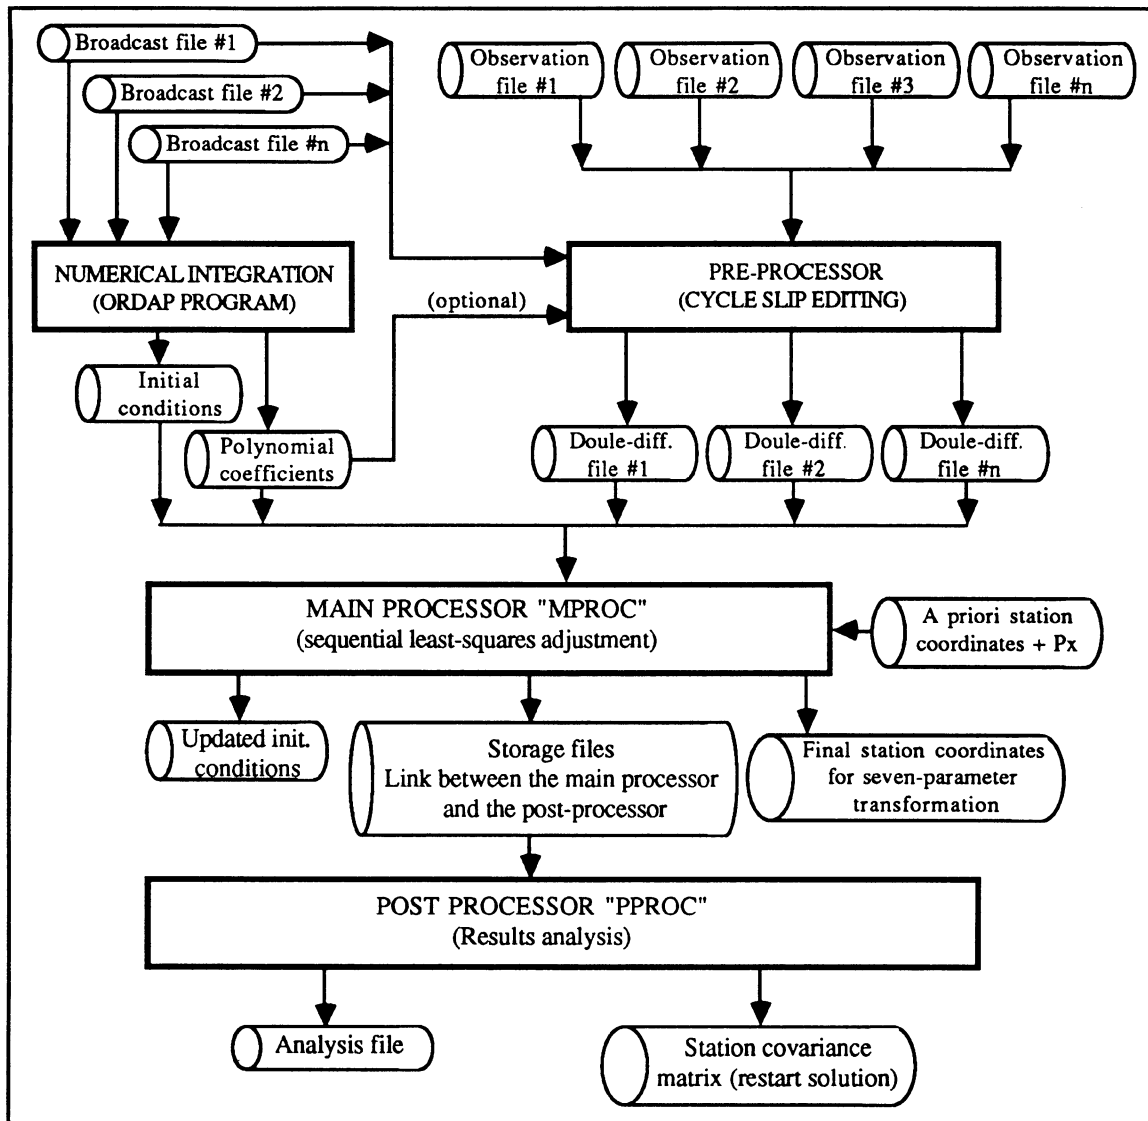 Broadcast file #1
Broadcast file #2
Broadcast file #n
Observation
file #1
Observation
file #2
Observation
file #3
Observation
file #n
NUMERICAL INTEGRATION
(ORDAP PROGRAM)
(optional)
PRE-PROCESSOR
(CYCLE SLIP EDITING)
Initial
conditions
Polynomial
coefficients
Doule-diff.
file #1
Doule-diff.
file #2
Doule-diff.
file #n
MAIN PROCESSOR "MPROC"
(sequential least-squares adjustment)
A priori station
coordinates + Px
Updated init.
conditions
Storage files
Link between the main processor
and the post-processor
Final station coordinates
for seven-parameter
transformation
POST PROCESSOR "PPROC"
(Results analysis)
Analysis file
Station covariance
matrix (restart solution)